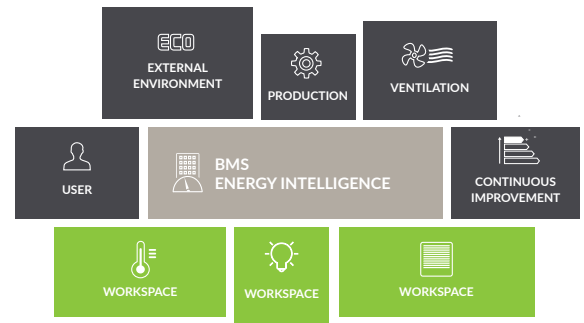 ECO
EXTERNAL
ENVIRONMENT
PRODUCTION
VENTILATION
USER
BMS
ENERGY INTELLIGENCE
CONTINUOUS
IMPROVEMENT
WORKSPACE
WORKSPACE
WORKSPACE